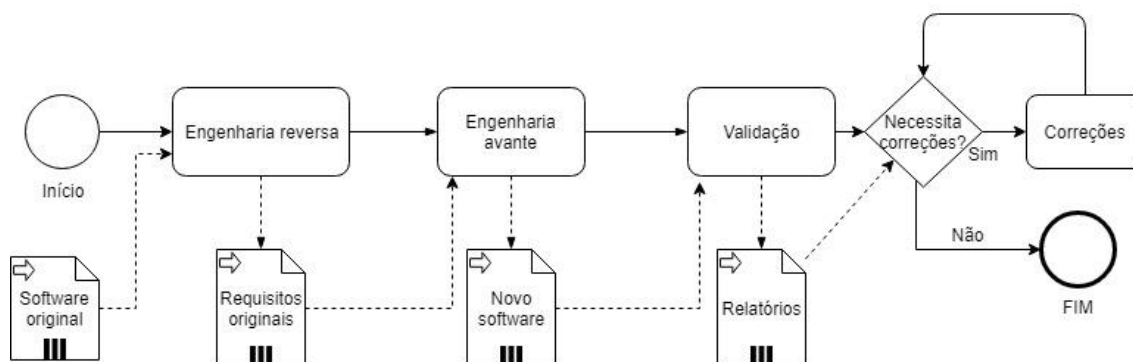 Início
Engenharia reversa
Engenharia
avante
Validação
Necessita
correções?
Sim
Correções
Não
FIM
Software
original
Requisitos
originais
Novo
software
Relatórios